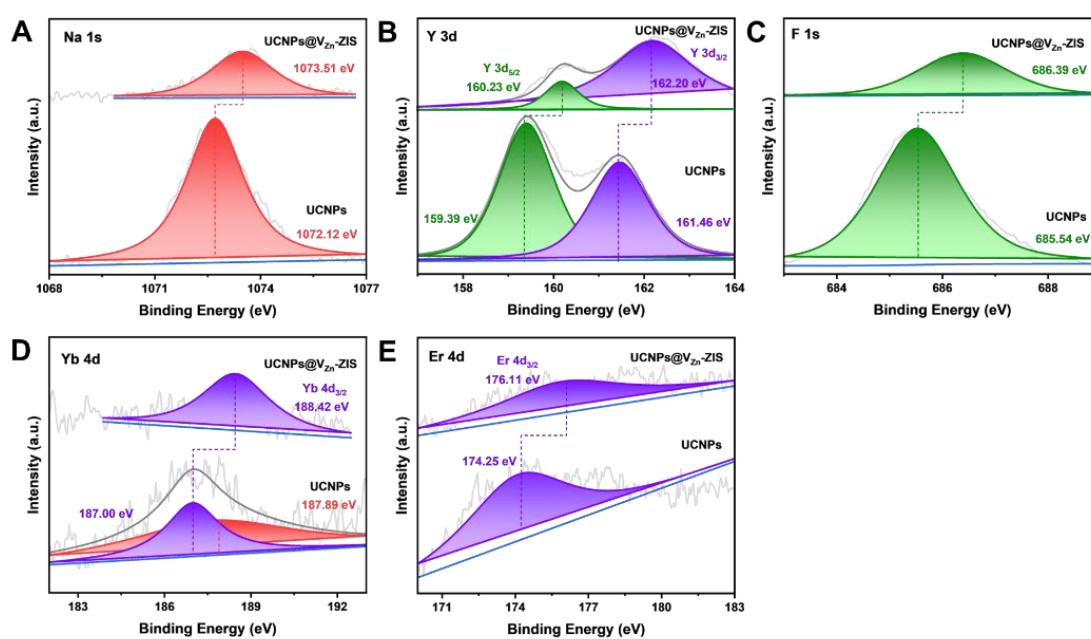 A
Na 1s
UCNPs@V_Zn-ZIS
1073.51 eV
UCNPs
1072.12 eV
Intensity (a.u.)
1068 1071 1074 1077
Binding Energy (eV)
B
Y 3d
UCNPs@V_Zn-ZIS
Y 3d_3/2
Y 3d_5/2
160.23 eV
162.20 eV
UCNPs
159.39 eV
161.46 eV
Intensity (a.u.)
158 160 162 164
Binding Energy (eV)
C
F 1s
UCNPs@V_Zn-ZIS
686.39 eV
UCNPs
685.54 eV
Intensity (a.u.)
684 686 688
Binding Energy (eV)
D
Yb 4d
UCNPs@V_Zn-ZIS
Yb 4d_3/2
188.42 eV
UCNPs
187.89 eV
187.00 eV
Intensity (a.u.)
183 186 189 192
Binding Energy (eV)
E
Er 4d
UCNPs@V_Zn-ZIS
Er 4d_3/2
176.11 eV
UCNPs
174.25 eV
Intensity (a.u.)
171 174 177 180 183
Binding Energy (eV)